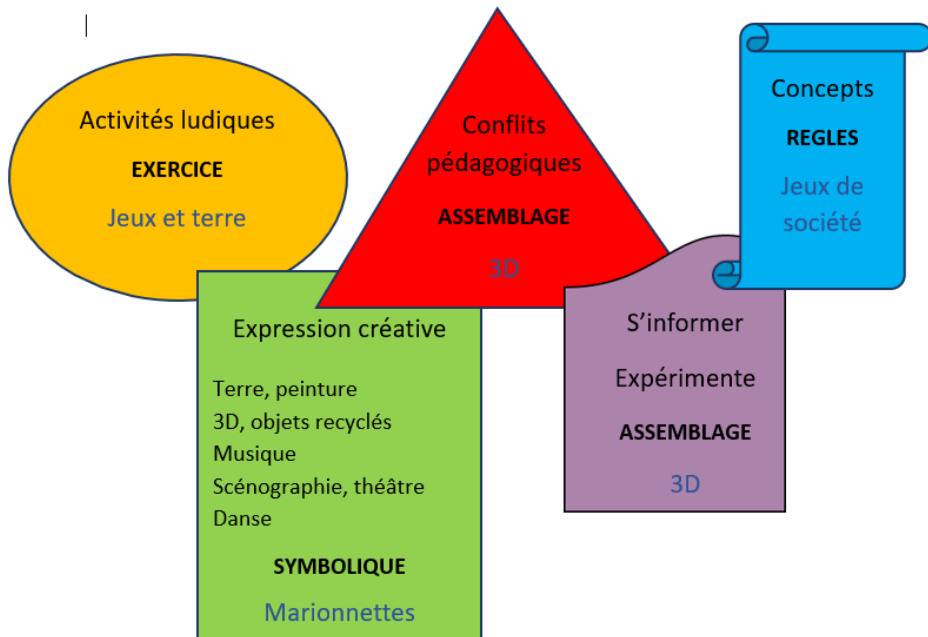 Activités ludiques
EXERCICE
Jeux et terre
Conflits
pédagogiques
ASSEMBLAGE
3D
Concepts
REGLES
Jeux de
société
Expression créative
Terre, peinture
3D, objets recyclés
Musique
Scénographie, théâtre
Danse
SYMBOLIQUE
Marionnettes
S’informer
Expérimente
ASSEMBLAGE
3D